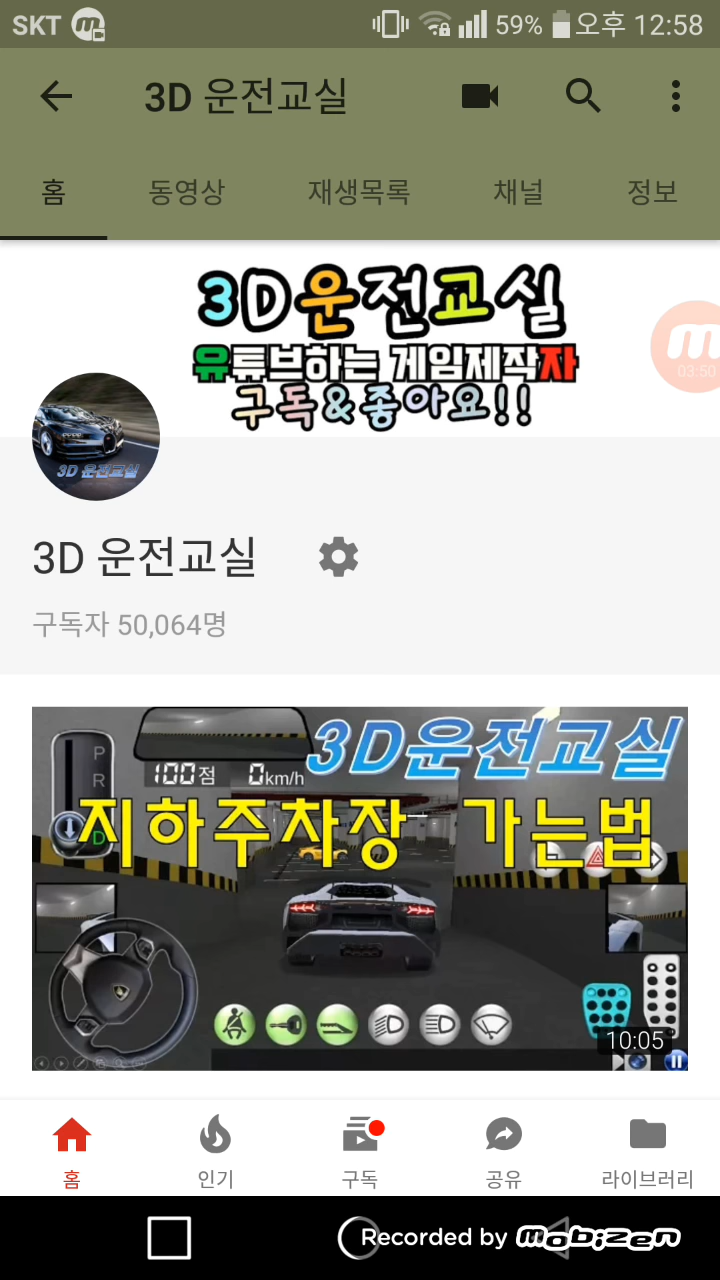 SKT 59% 오후 12:58
3D 운전교실
홈 동영상 재생목록 채널 정보
3D운전교실
유튜브하는 게임제작자
구독&좋아요!!
03:50
3D 운전교실
3D 운전교실
구독자 50,064명
3D운전교실
P
R
D
100점 0km/h
지하주차장 가는법
10:05
홈 인기 구독 공유 라이브러리
Recorded by mobizen